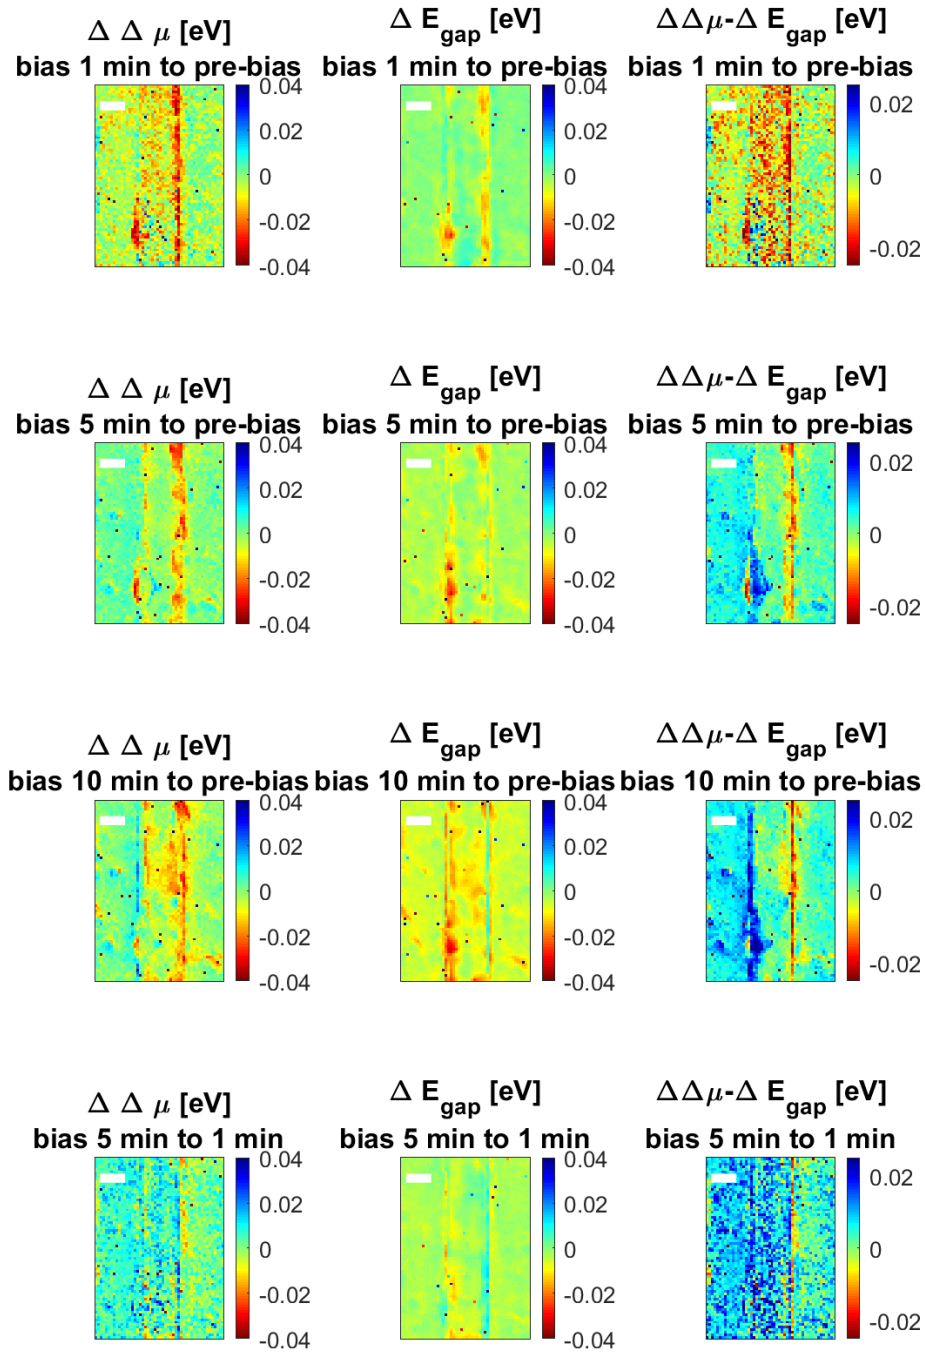 Δ Δ μ [eV]
bias 1 min to pre-bias
0.04
0.02
0
-0.02
-0.04
Δ E_gap [eV]
bias 1 min to pre-bias
0.04
0.02
0
-0.02
-0.04
ΔΔμ-Δ E_gap [eV]
bias 1 min to pre-bias
0.02
0
-0.02
Δ Δ μ [eV]
bias 5 min to pre-bias
0.04
0.02
0
-0.02
-0.04
Δ E_gap [eV]
bias 5 min to pre-bias
0.04
0.02
0
-0.02
-0.04
ΔΔμ-Δ E_gap [eV]
bias 5 min to pre-bias
0.02
0
-0.02
Δ Δ μ [eV]
bias 10 min to pre-bias
0.04
0.02
0
-0.02
-0.04
Δ E_gap [eV]
bias 10 min to pre-bias
0.04
0.02
0
-0.02
-0.04
ΔΔμ-Δ E_gap [eV]
bias 10 min to pre-bias
0.02
0
-0.02
Δ Δ μ [eV]
bias 5 min to 1 min
0.04
0.02
0
-0.02
-0.04
Δ E_gap [eV]
bias 5 min to 1 min
0.04
0.02
0
-0.02
-0.04
ΔΔμ-Δ E_gap [eV]
bias 5 min to 1 min
0.02
0
-0.02